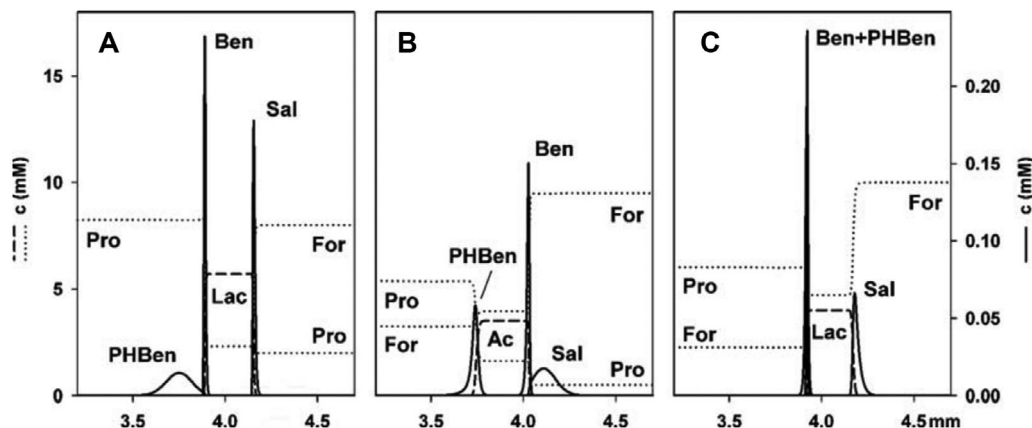 A
Ben
Sal
Pro
For
Lac
Pro
PHBen
B
Ben
PHBen
For
Pro
For
Ac
Sal
Pro
C
Ben+PHBen
For
Pro
Sal
For
Lac
c (mM)
15
10
5
0
c (mM)
0.20
0.15
0.10
0.05
0.00
3.5 4.0 4.5
3.5 4.0 4.5
3.5 4.0 4.5mm